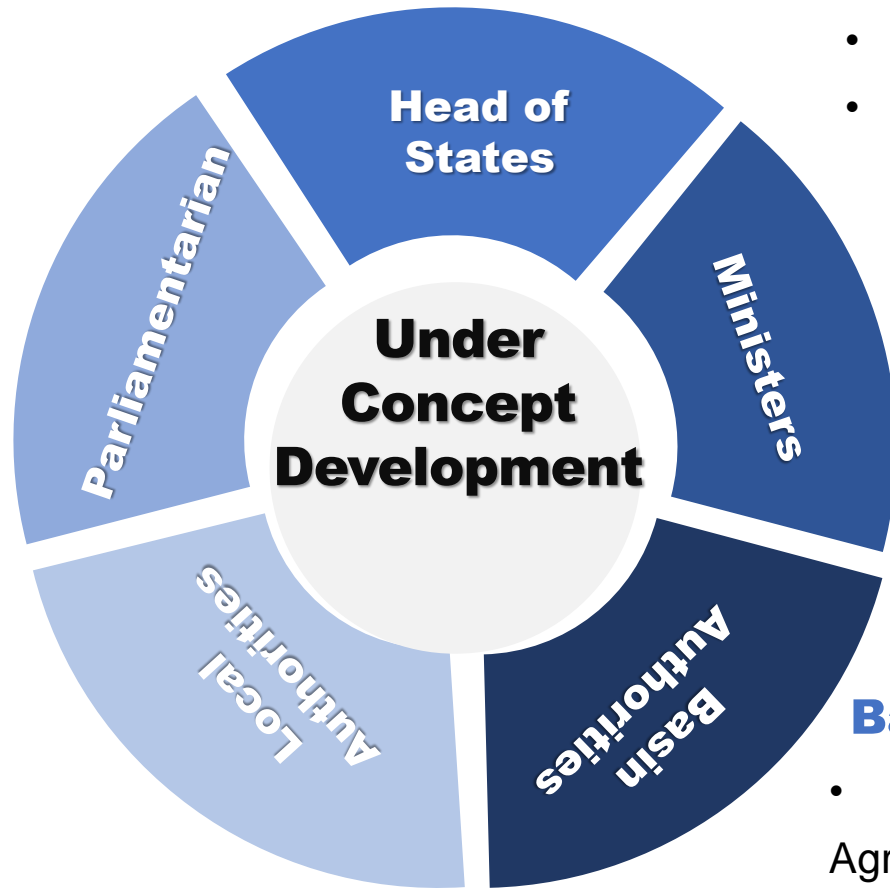 Head of
States
Ministers
Basin
Authorities
Local
Authorities
Parliamentarian
Under
Concept
Development
•
•
•